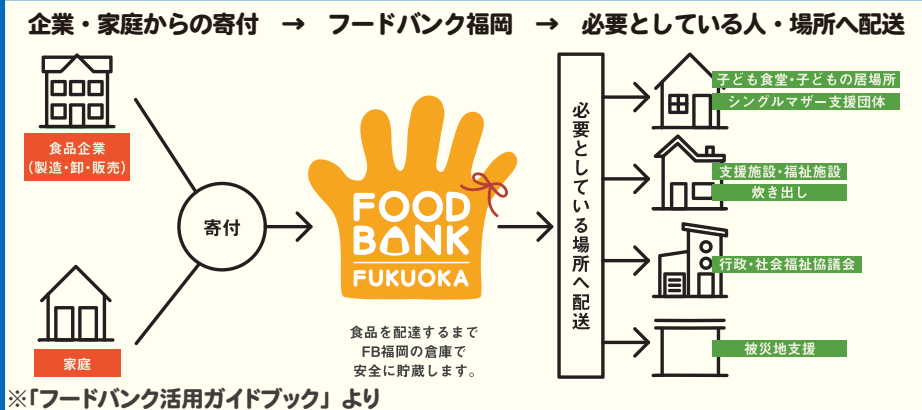 企業・家庭からの寄付 → フードバンク福岡 → 必要としている人・場所へ配送
食品企業
(製造・卸・販売)
家庭
寄付
FOOD
BANK
FUKUOKA
食品を配達するまで
FB福岡の倉庫で
安全に貯蔵します。
必要としている場所へ配送
子ども食堂・子どもの居場所
シングルマザー支援団体
支援施設・福祉施設
炊き出し
行政・社会福祉協議会
被災地支援
※「フードバンク活用ガイドブック」より